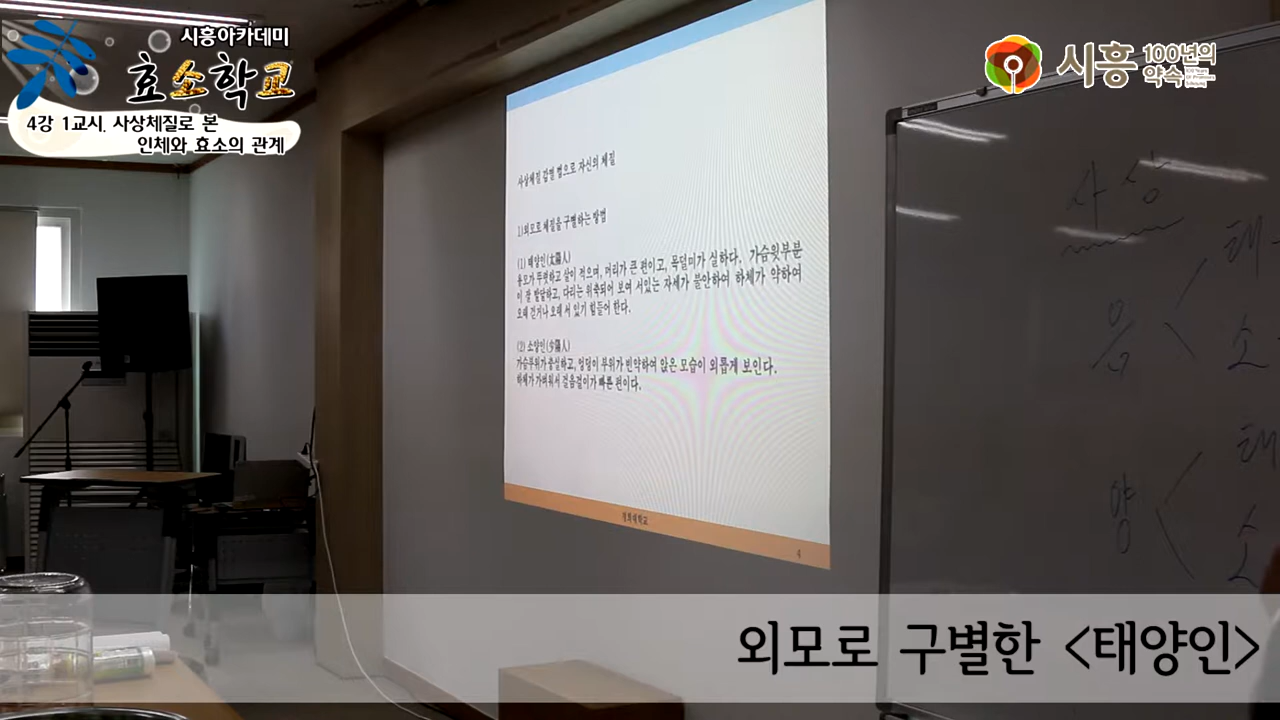 시흥아카데미
효소학교
4강 1교시. 사상체질로 본
인체와 효소의 관계
시흥
100년의
약속
사상체질 감별 법으로 자신의 체질
1)외모로 체질을 구별하는 방법
(1) 태양인(太陽人)
용모가 뚜렷하고 살이 적으며, 머리가 큰 편이고, 목덜미가 실하다. 가슴윗부분
이 잘 발달하고, 다리는 위축되어 보여 서있는 자세가 불안하여 하체가 약하여
오래 걷거나 오래 서 있기 힘들어 한다.
(2) 소양인(少陽人)
가슴부위가 충실하고, 엉덩이 부위가 빈약하여 앉은 모습이 외롭게 보인다.
하체가 가벼워서 걸음걸이가 빠른 편이다.
4
사상
태
음
소
태
양
소
외모로 구별한 <태양인>